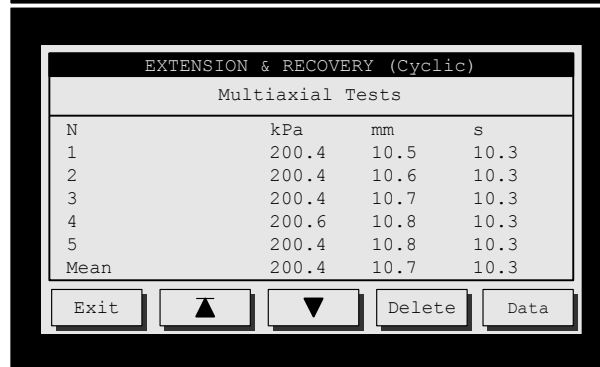 EXTENSION & RECOVERY (Cyclic)
Multiaxial Tests
N kPa mm s
1 200.4 10.5 10.3
2 200.4 10.6 10.3
3 200.4 10.7 10.3
4 200.6 10.8 10.3
5 200.4 10.8 10.3
Mean 200.4 10.7 10.3
Exit Delete Data